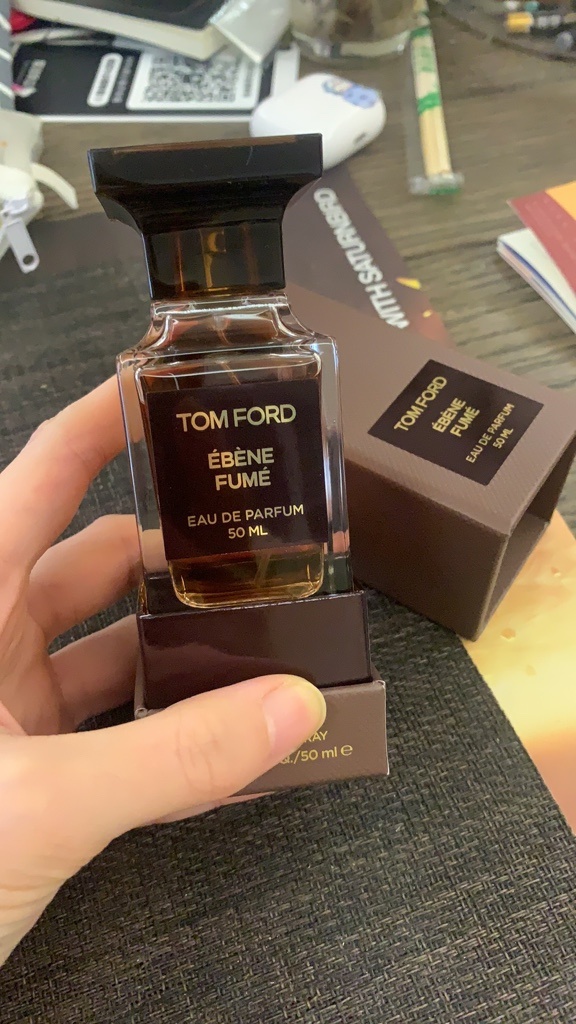 WITH SATURNBIRD
TOM FORD
ÉBÈNE
FUMÉ
EAU DE PARFUM
50 ML
TOM FORD
ÉBÈNE
FUMÉ
EAU DE PARFUM
50 ML
/50 ml e